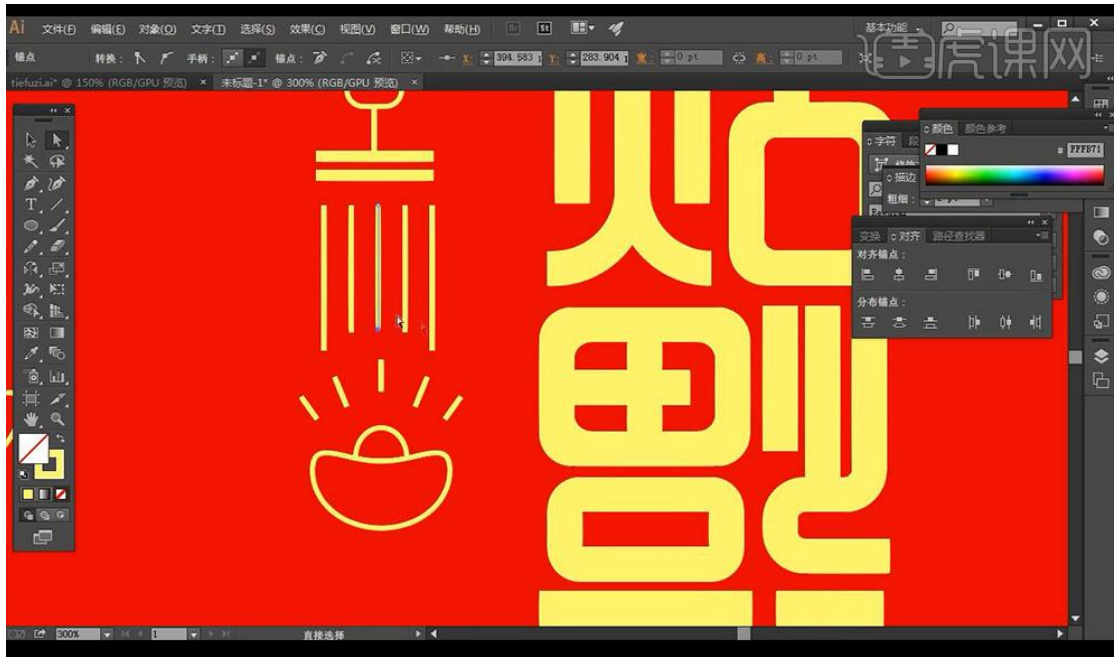 Ai 文件(F) 编辑(E) 对象(O) 文字(T) 选择(S) 效果(C) 视图(V) 窗口(W) 帮助(H) Br St 基本功能
虎课网
锚点 转换： 手柄： 锚点： X: 394.583 Y: 283.904 宽： 0 pt 高： 0 pt
tiefuzi.ai* @ 150% (RGB/GPU 预览) × 未标题-1* @ 300% (RGB/GPU 预览) ×
颜色 颜色参考
# FFFB71
字符 段
描边
粗细：
变换 对齐 路径查找器
对齐锚点：
分布锚点：
300% 1 直接选择